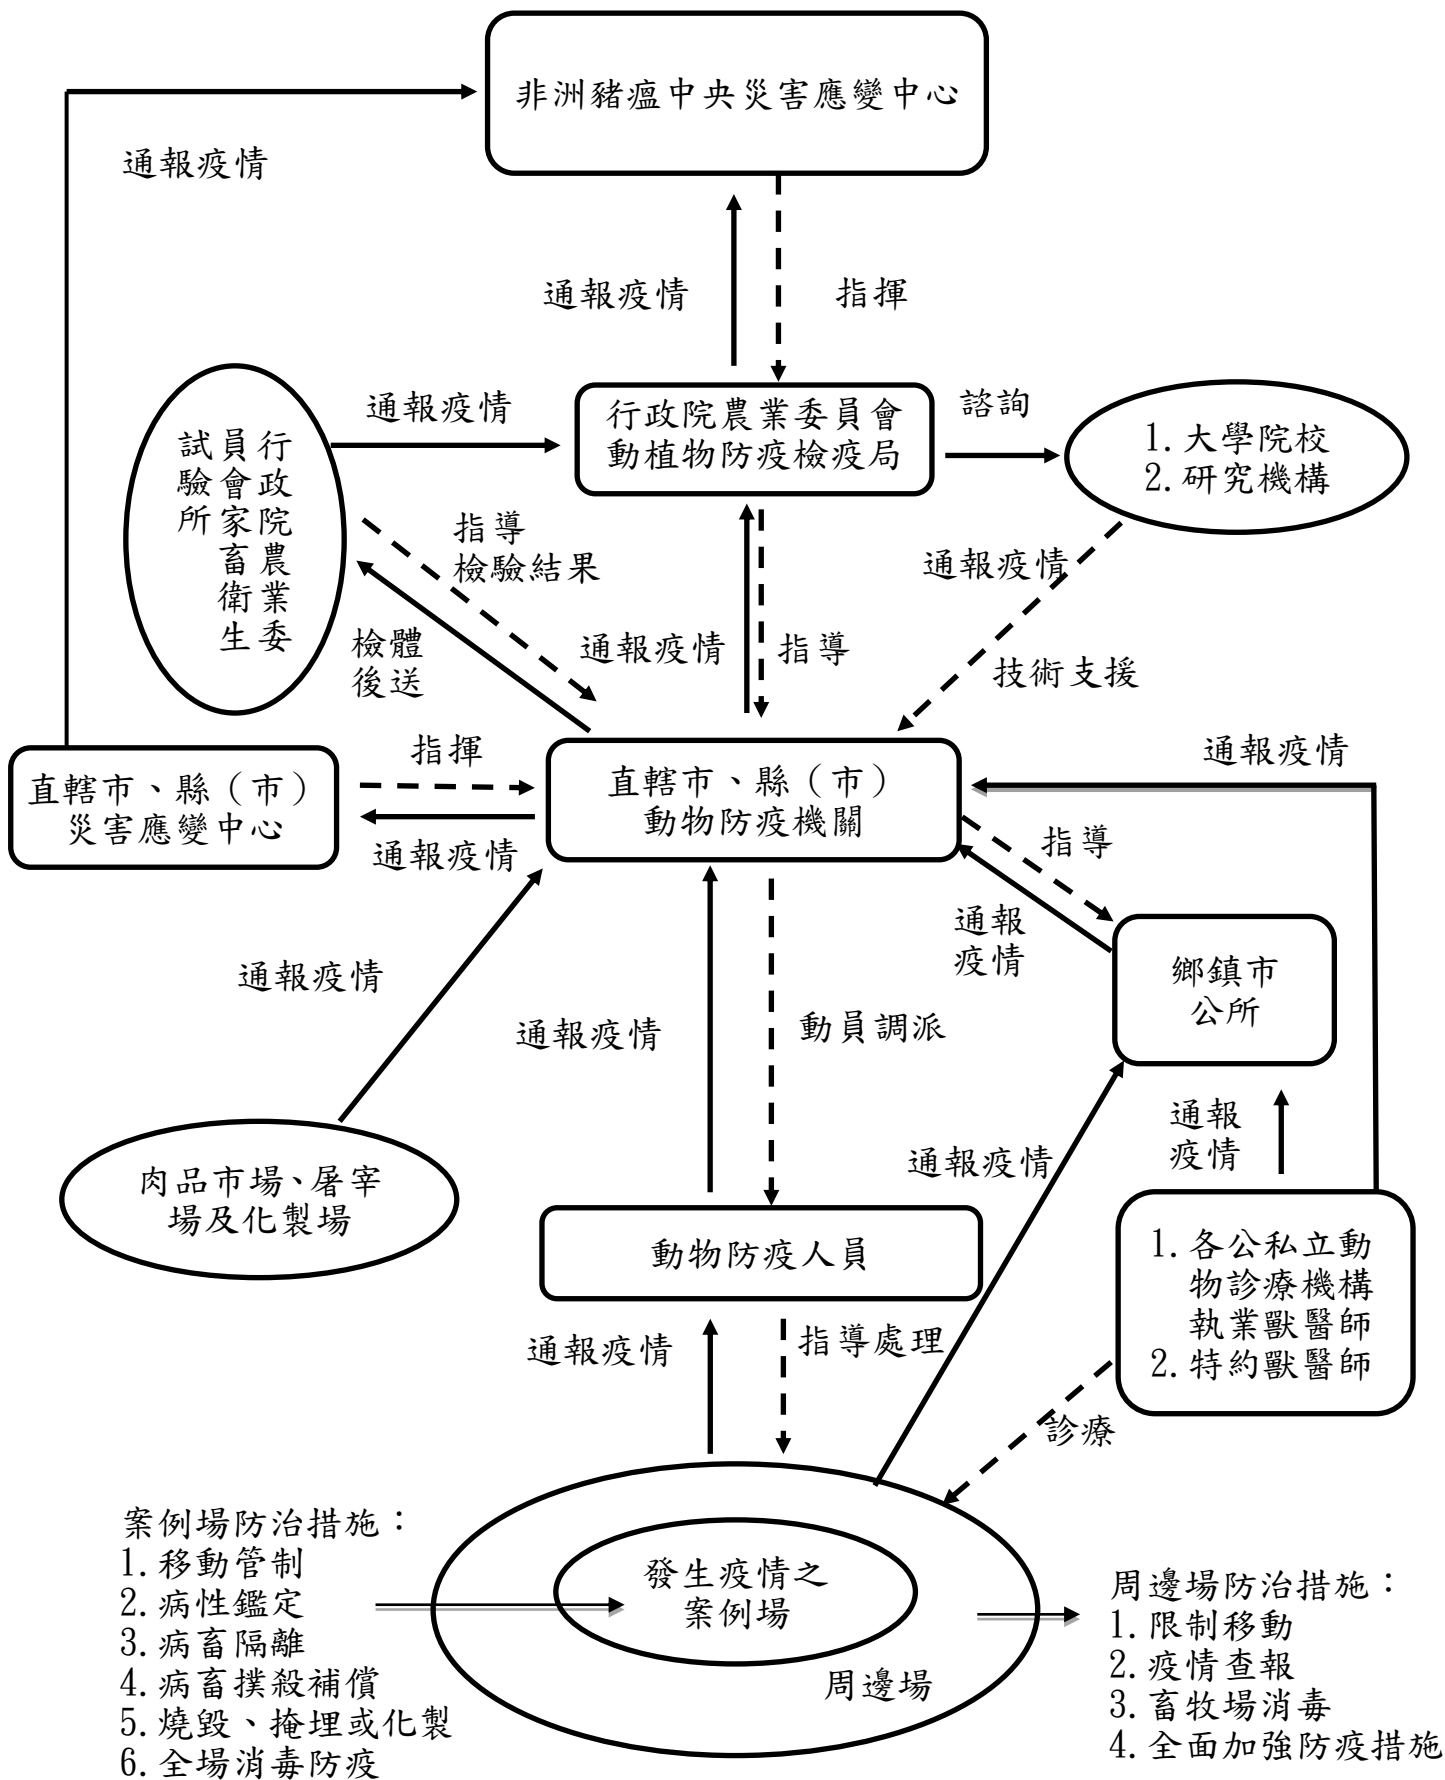 非洲豬瘟中央災害應變中心
通報疫情
通報疫情
指揮
通報疫情
行政院農業委員會
動植物防疫檢疫局
諮詢
1.大學院校
2.研究機構
行政院農業委
員會家畜衛生
試驗所
指導
檢驗結果
通報疫情
檢體
後送
通報疫情
指導
技術支援
指揮
通報疫情
直轄市、縣（市）
災害應變中心
直轄市、縣（市）
動物防疫機關
通報疫情
指導
通報
疫情
鄉鎮市
公所
通報疫情
通報疫情
動員調派
通報
疫情
通報疫情
肉品市場、屠宰
場及化製場
動物防疫人員
1.各公私立動
物診療機構
執業獸醫師
2.特約獸醫師
通報疫情
指導處理
診療
案例場防治措施：
1.移動管制
2.病性鑑定
3.病畜隔離
4.病畜撲殺補償
5.燒毀、掩埋或化製
6.全場消毒防疫
發生疫情之
案例場
周邊場
周邊場防治措施：
1.限制移動
2.疫情查報
3.畜牧場消毒
4.全面加強防疫措施